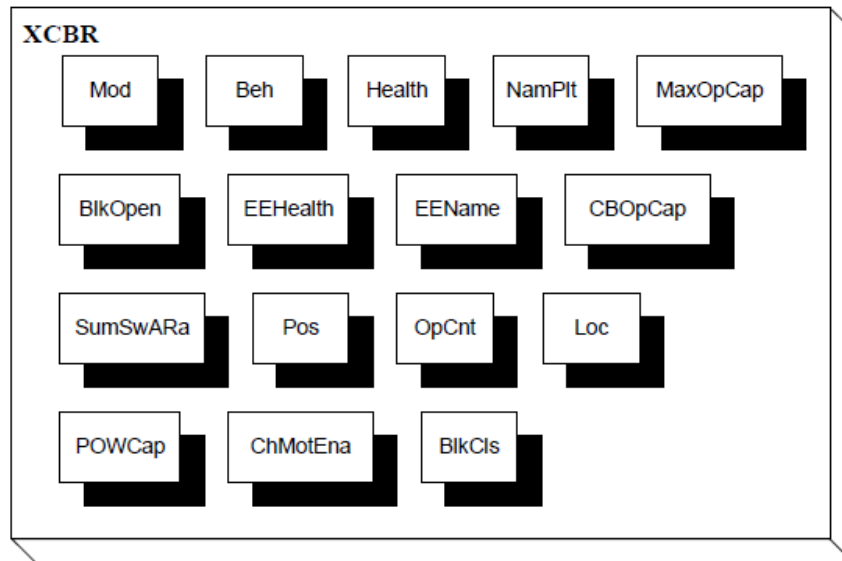 XCBR
Mod Beh Health NamPlt MaxOpCap
BlkOpen EEHealth EEName CBOpCap
SumSwARa Pos OpCnt Loc
POWCap ChMotEna BlkCls